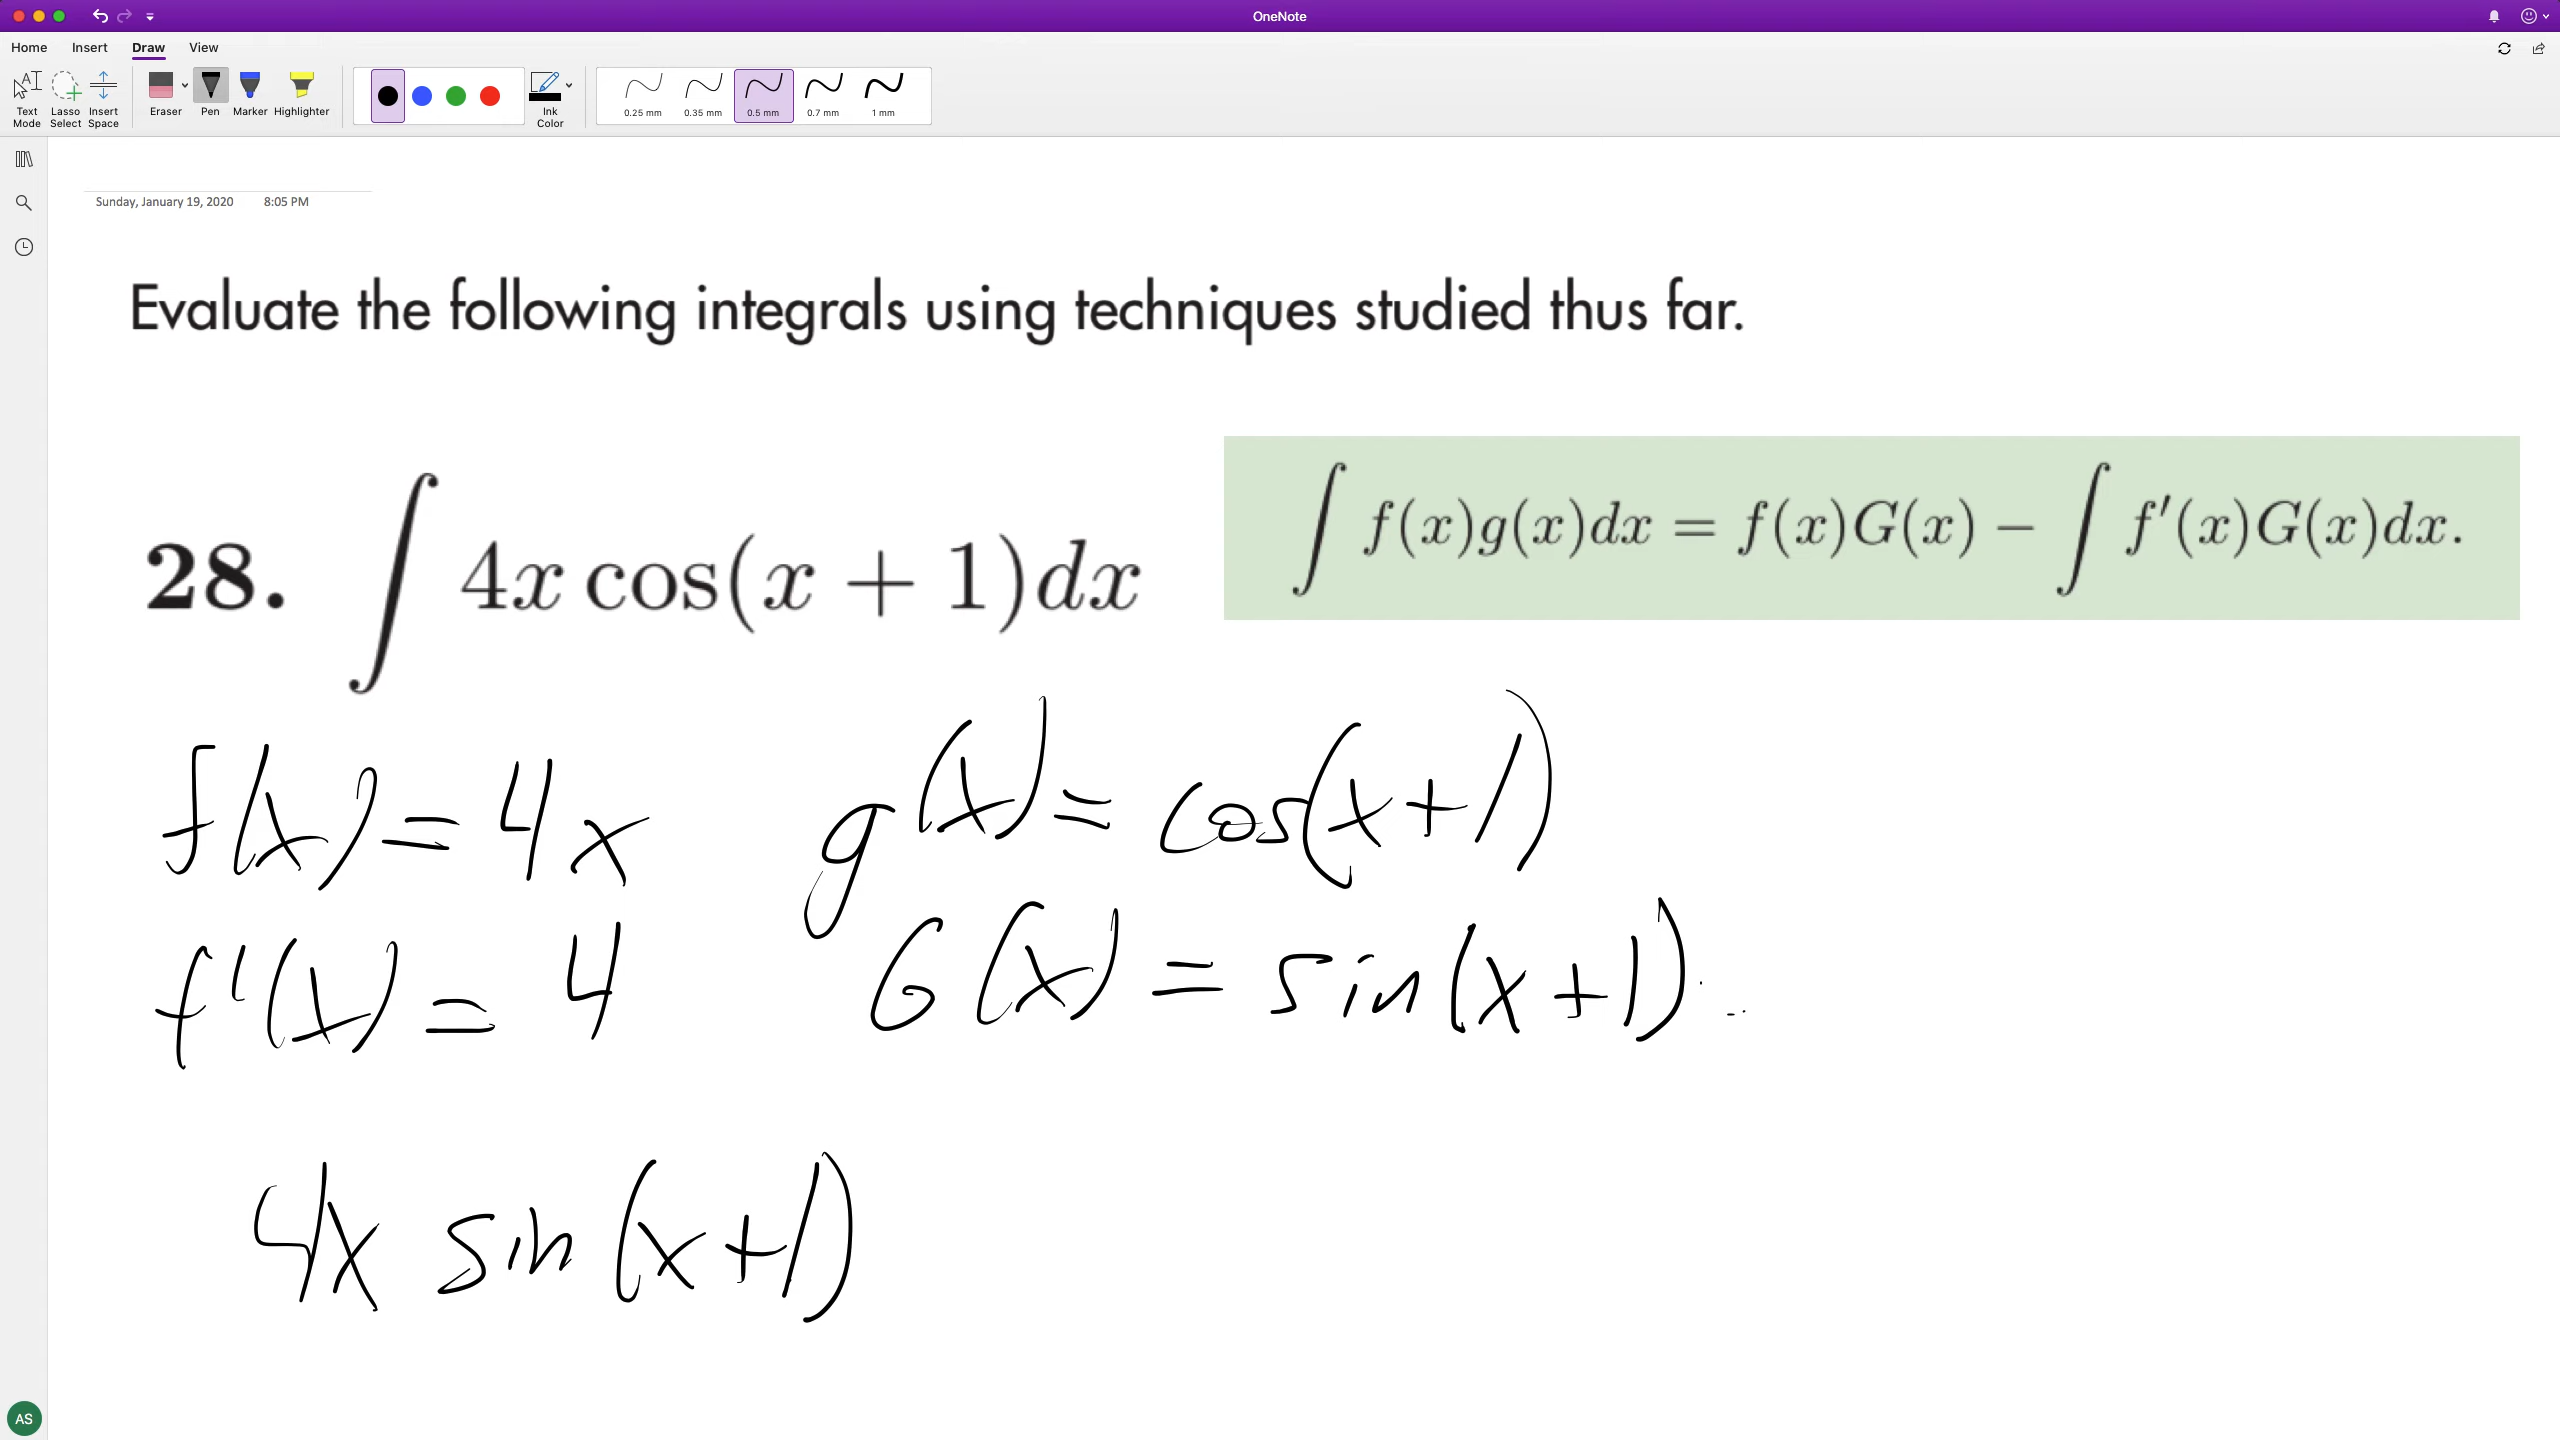 OneNote
Home Insert Draw View
Text Mode Lasso Select Insert Space Eraser Pen Marker Highlighter Ink Color 0.25 mm 0.35 mm 0.5 mm 0.7 mm 1 mm
Sunday, January 19, 2020 8:05 PM
Evaluate the following integrals using techniques studied thus far.
28. ∫ 4x cos(x + 1)dx
∫ f(x)g(x)dx = f(x)G(x) − ∫ f′(x)G(x)dx.
f(x) = 4x g(x) = cos(x+1)
f'(x) = 4 G(x) = sin(x+1)
4x sin(x+1)
AS